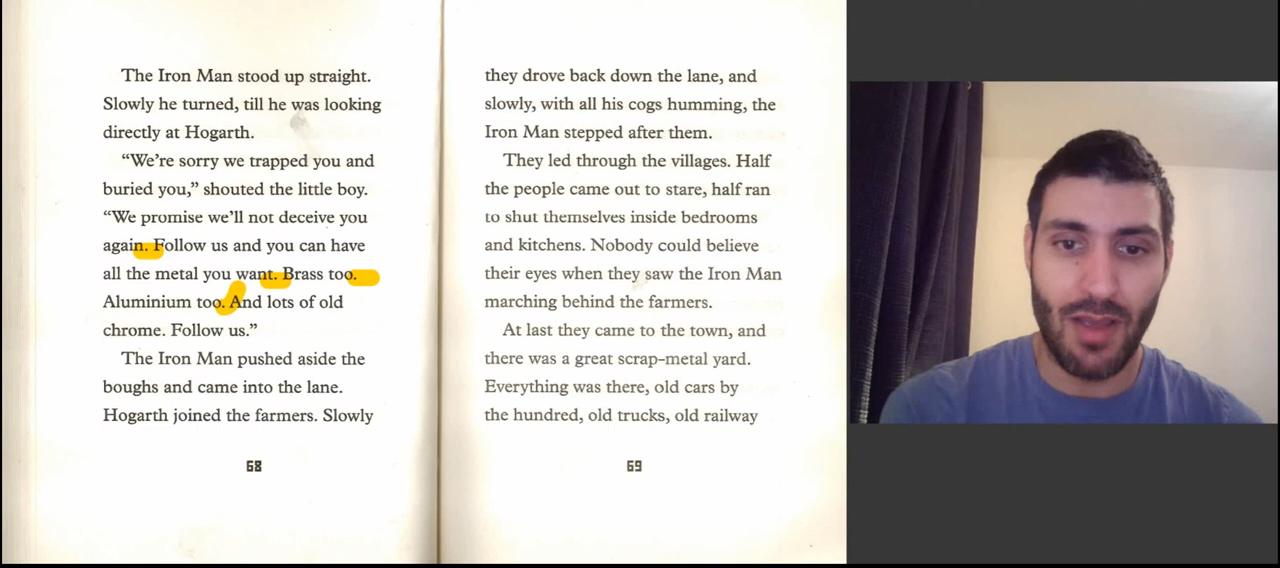 The Iron Man stood up straight.
Slowly he turned, till he was looking
directly at Hogarth.
“We’re sorry we trapped you and
buried you,” shouted the little boy.
“We promise we’ll not deceive you
again. Follow us and you can have
all the metal you want. Brass too.
Aluminium too. And lots of old
chrome. Follow us.”
The Iron Man pushed aside the
boughs and came into the lane.
Hogarth joined the farmers. Slowly
68
they drove back down the lane, and
slowly, with all his cogs humming, the
Iron Man stepped after them.
They led through the villages. Half
the people came out to stare, half ran
to shut themselves inside bedrooms
and kitchens. Nobody could believe
their eyes when they saw the Iron Man
marching behind the farmers.
At last they came to the town, and
there was a great scrap-metal yard.
Everything was there, old cars by
the hundred, old trucks, old railway
69